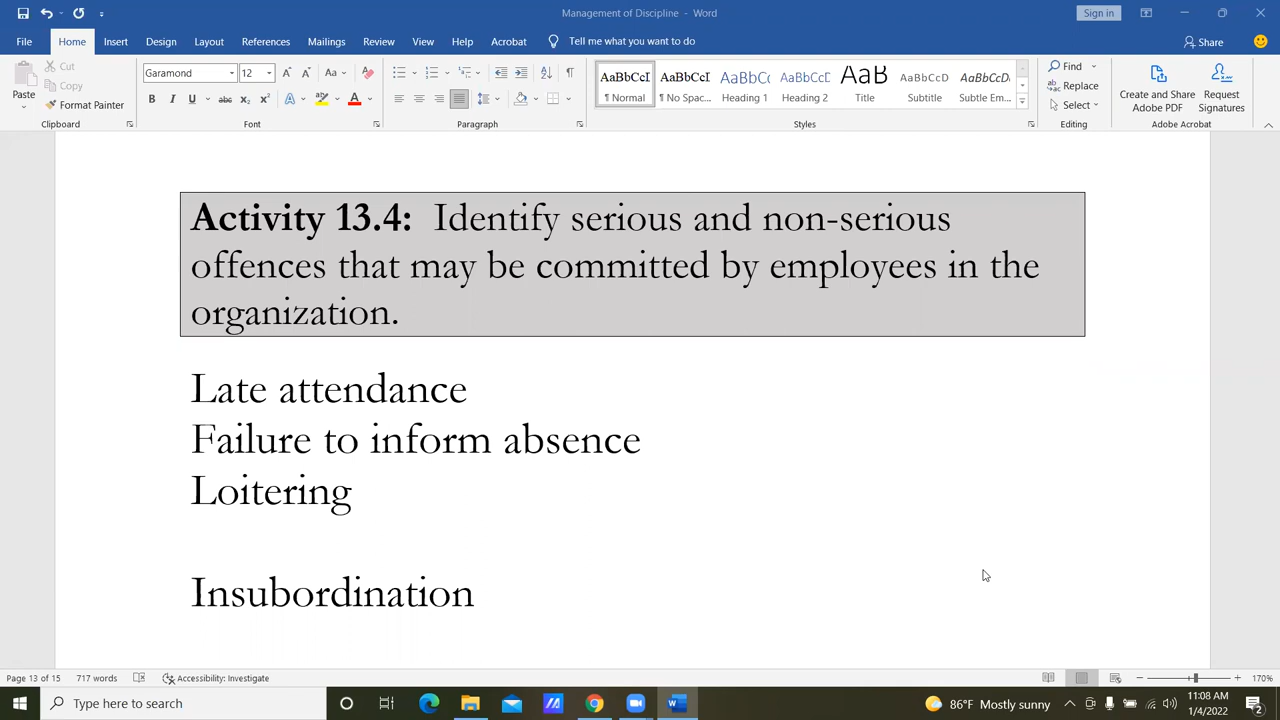 Management of Discipline - Word
Sign in
File Home Insert Design Layout References Mailings Review View Help Acrobat Tell me what you want to do Share
Paste
Cut
Copy
Format Painter
Clipboard
Garamond 12
Font
Paragraph
AaBbCcI AaBbCcI AaBbCc AaBbCcD AaB AaBbCcD AaBbCcD
¶ Normal ¶ No Spac... Heading 1 Heading 2 Title Subtitle Subtle Em...
Styles
Find
Replace
Select
Editing
Create and Share Adobe PDF
Request Signatures
Adobe Acrobat
Activity 13.4: Identify serious and non-serious
offences that may be committed by employees in the
organization.
Late attendance
Failure to inform absence
Loitering
Insubordination
Page 13 of 15 717 words Accessibility: Investigate 170%
Type here to search
86°F Mostly sunny
11:08 AM
1/4/2022
2